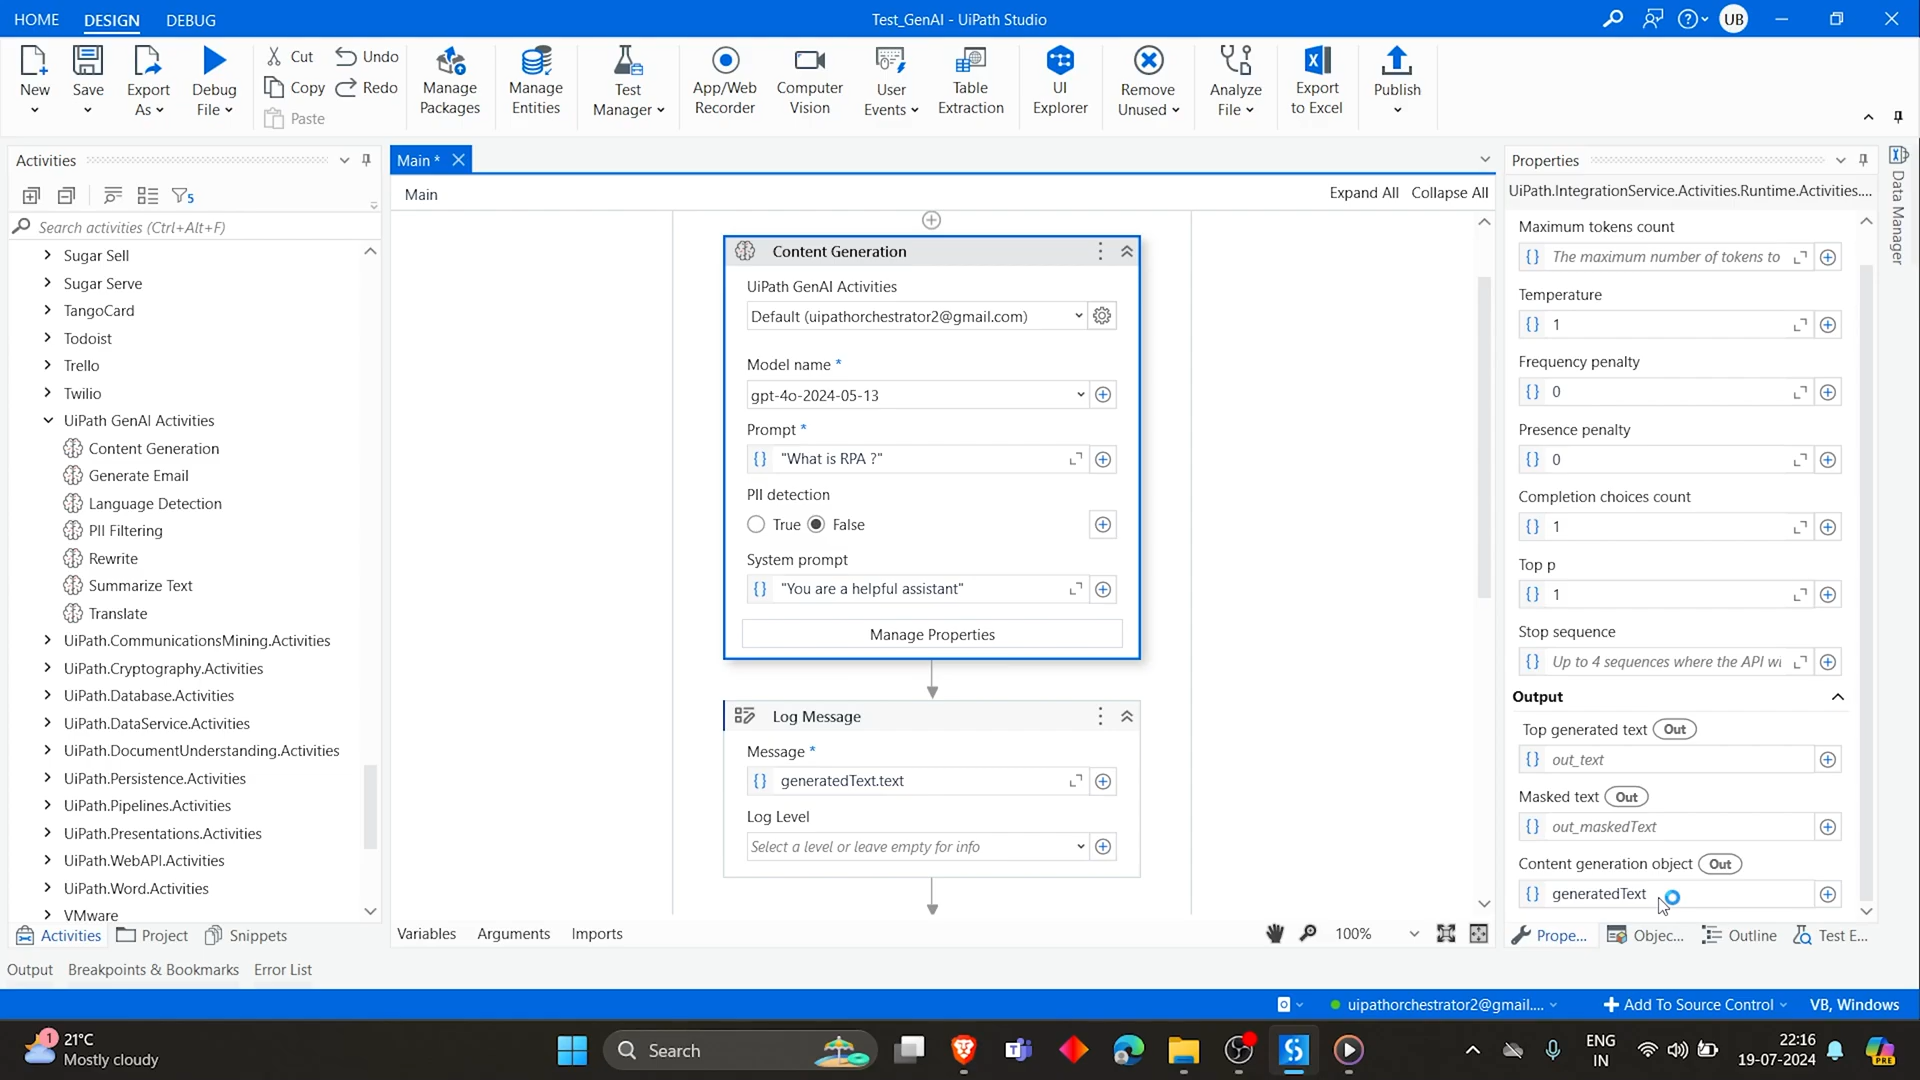 HOME DESIGN DEBUG
Test_GenAI - UiPath Studio
UB
New
Save
Export As
Debug File
Cut
Copy
Paste
Undo
Redo
Manage Packages
Manage Entities
Test Manager
App/Web Recorder
Computer Vision
User Events
Table Extraction
UI Explorer
Remove Unused
Analyze File
Export to Excel
Publish
Activities
5
Search activities (Ctrl+Alt+F)
Sugar Sell
Sugar Serve
TangoCard
Todoist
Trello
Twilio
UiPath GenAI Activities
Content Generation
Generate Email
Language Detection
PII Filtering
Rewrite
Summarize Text
Translate
UiPath.CommunicationsMining.Activities
UiPath.Cryptography.Activities
UiPath.Database.Activities
UiPath.DataService.Activities
UiPath.DocumentUnderstanding.Activities
UiPath.Persistence.Activities
UiPath.Pipelines.Activities
UiPath.Presentations.Activities
UiPath.WebAPI.Activities
UiPath.Word.Activities
VMware
Activities Project Snippets
Main *
Main
Expand All Collapse All
Content Generation
UiPath GenAI Activities
Default (uipathorchestrator2@gmail.com)
Model name *
gpt-4o-2024-05-13
Prompt *
{} "What is RPA ?"
PII detection
True False
System prompt
{} "You are a helpful assistant"
Manage Properties
Log Message
Message *
{} generatedText.text
Log Level
Select a level or leave empty for info
Variables Arguments Imports
100%
Properties
UiPath.IntegrationService.Activities.Runtime.Activities....
Maximum tokens count
{} The maximum number of tokens to
Temperature
{} 1
Frequency penalty
{} 0
Presence penalty
{} 0
Completion choices count
{} 1
Top p
{} 1
Stop sequence
{} Up to 4 sequences where the API wi
Output
Top generated text Out
{} out_text
Masked text Out
{} out_maskedText
Content generation object Out
{} generatedText
Prope... Objec... Outline Test E...
Data Manager
Output Breakpoints & Bookmarks Error List
uipathorchestrator2@gmail....
Add To Source Control
VB, Windows
1
21°C
Mostly cloudy
Search
ENG
IN
22:16
19-07-2024
PRE